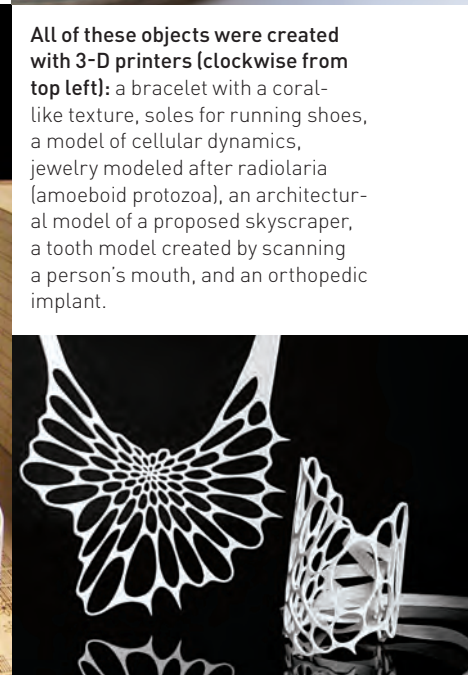 All of these objects were created
with 3-D printers (clockwise from
top left): a bracelet with a coral-
like texture, soles for running shoes,
a model of cellular dynamics,
jewelry modeled after radiolaria
(amoeboid protozoa), an architectur-
al model of a proposed skyscraper,
a tooth model created by scanning
a person's mouth, and an orthopedic
implant.